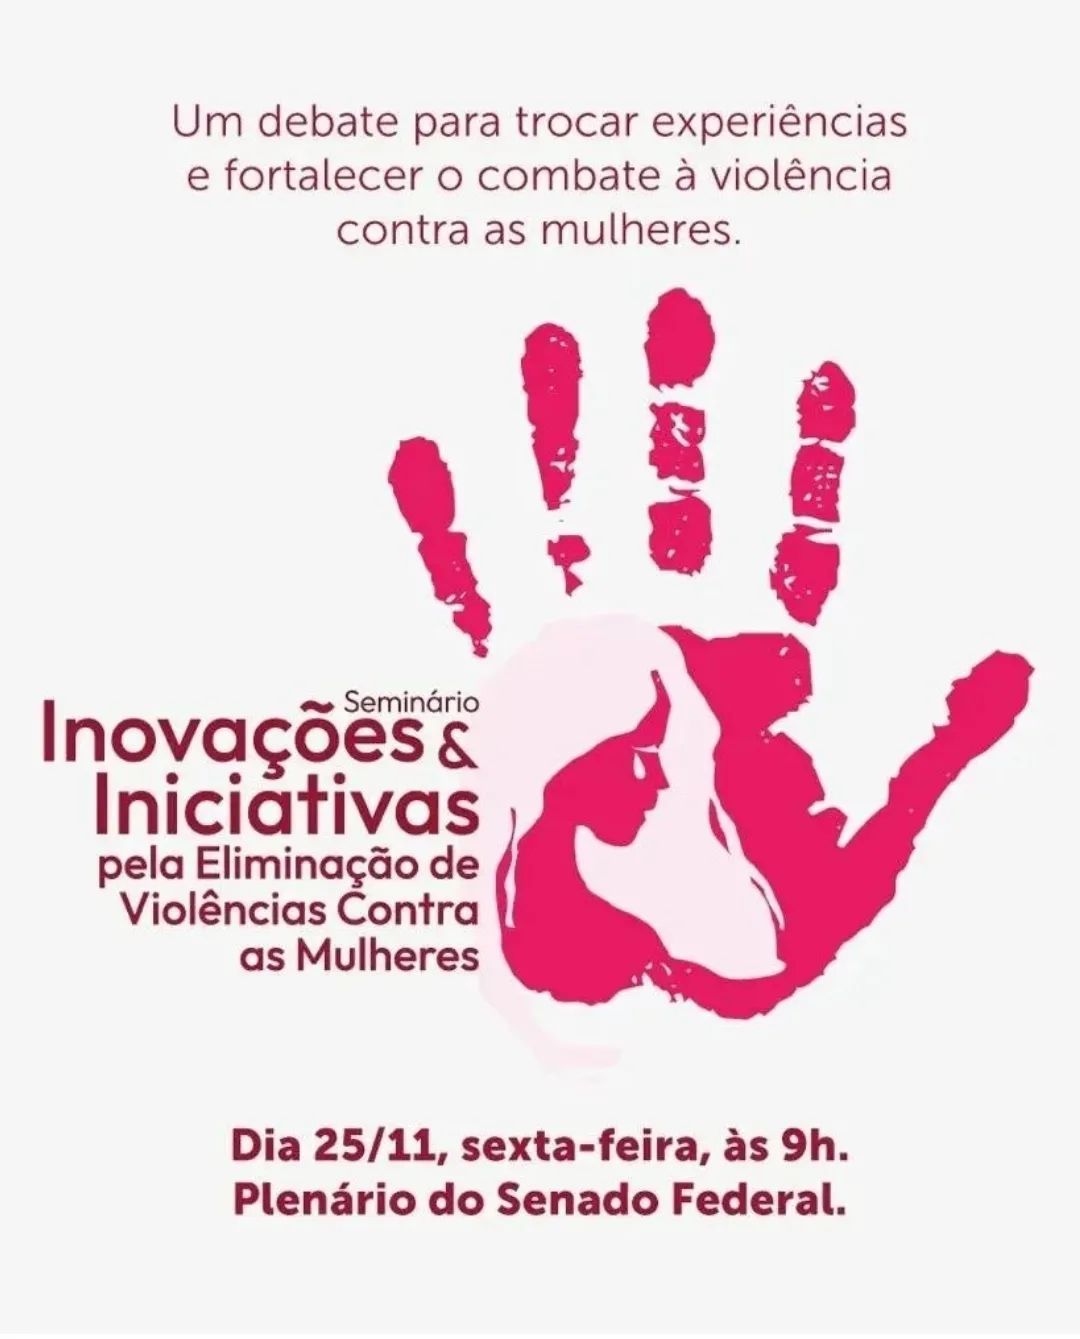 Um debate para trocar experiências
e fortalecer o combate à violência
contra as mulheres.
Seminário
Inovações &
Iniciativas
pela Eliminação de
Violências Contra
as Mulheres
Dia 25/11, sexta-feira, às 9h.
Plenário do Senado Federal.